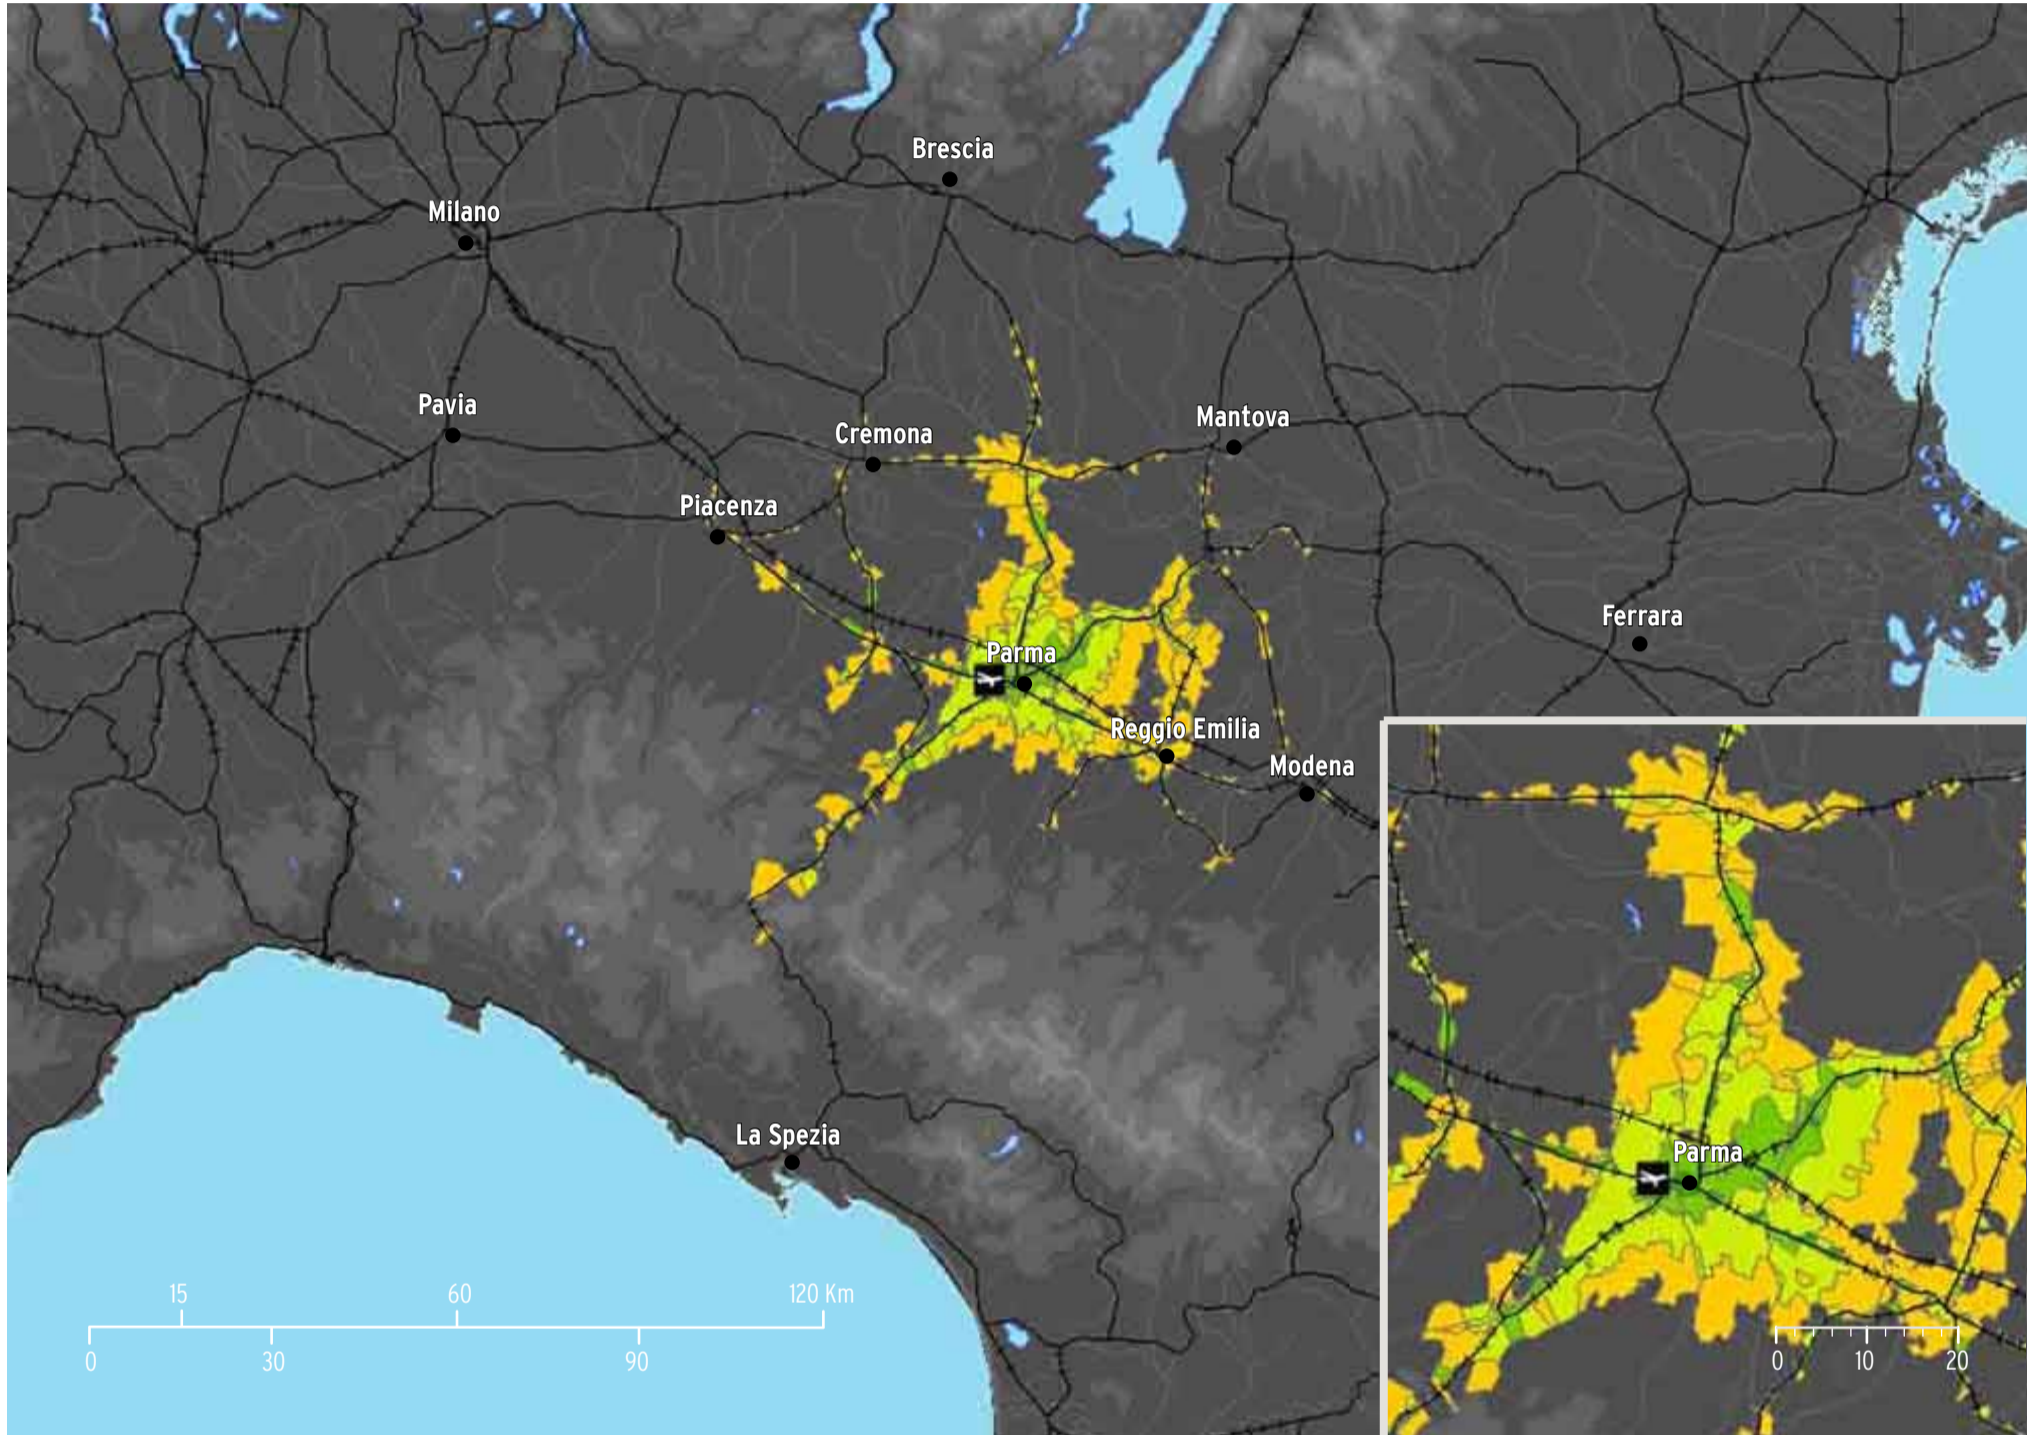 Brescia
Milano
Pavia
Cremona
Mantova
Piacenza
Ferrara
Parma
Reggio Emilia
Modena
La Spezia
15 60 120 Km
0 30 90
Parma
0 10 20